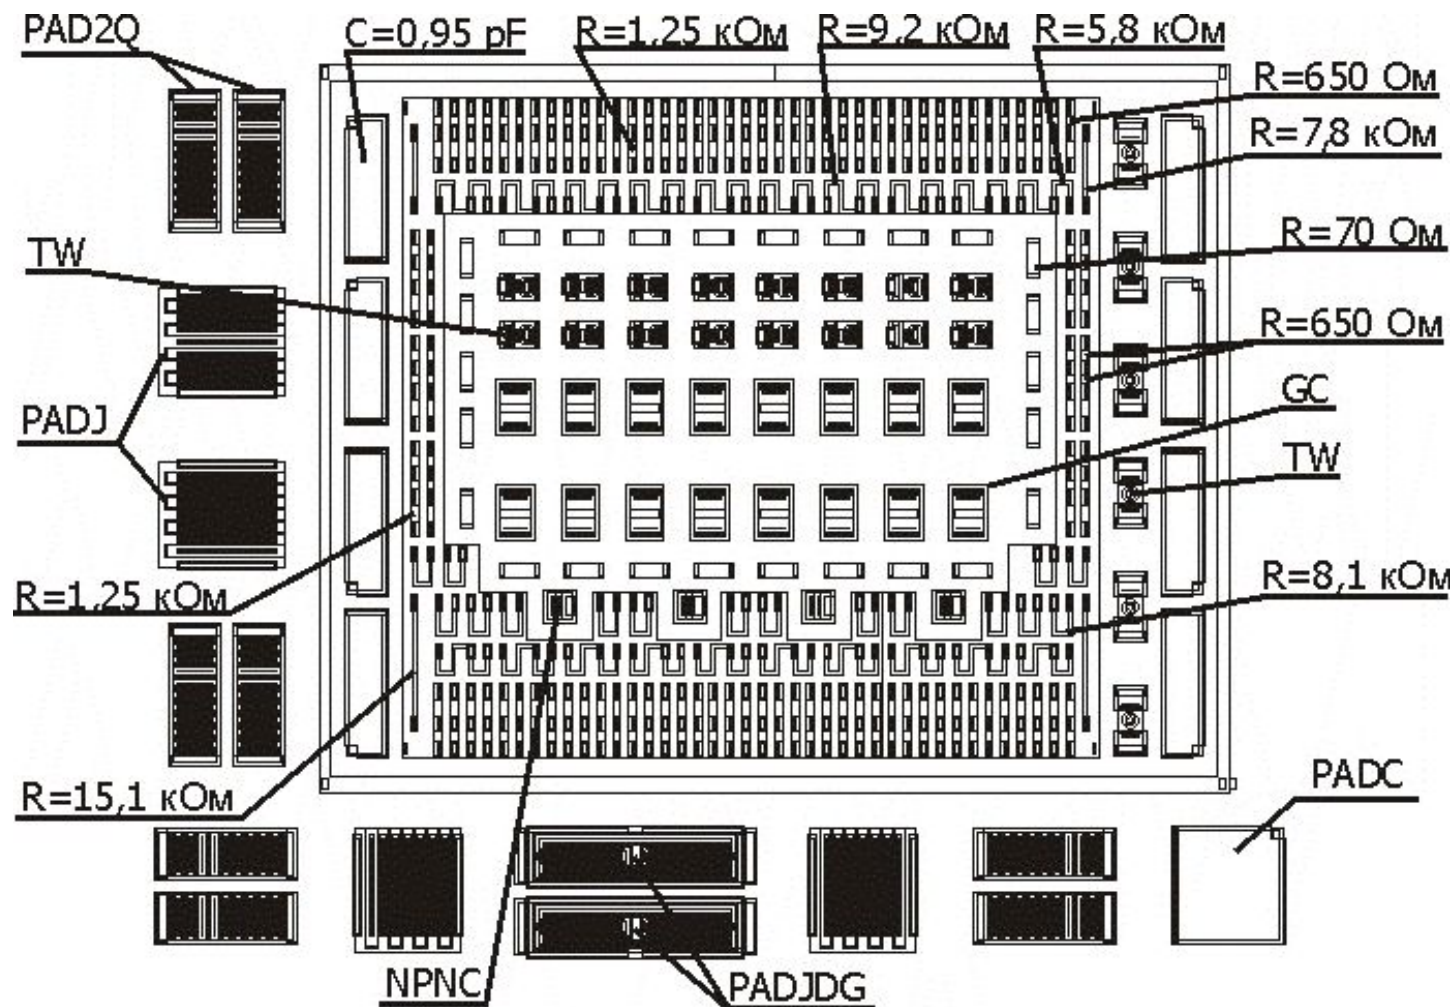 PAD2Q
C=0,95 pF
R=1,25 кОм
R=9,2 кОм
R=5,8 кОм
R=650 Ом
R=7,8 кОм
TW
R=70 Ом
R=650 Ом
GC
PADJ
TW
R=1,25 кОм
R=8,1 кОм
R=15,1 кОм
PADC
NPNC
PADJDG